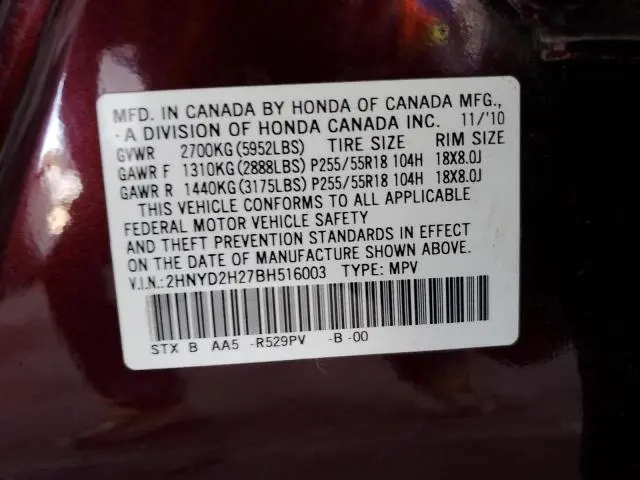 MFD. IN CANADA BY HONDA OF CANADA MFG.,
A DIVISION OF HONDA CANADA INC. 11/'10
GVWR 2700KG(5952LBS) TIRE SIZE RIM SIZE
GAWR F 1310KG(2888LBS) P255/55R18 104H 18X8.0J
GAWR R 1440KG(3175LBS) P255/55R18 104H 18X8.0J
THIS VEHICLE CONFORMS TO ALL APPLICABLE
FEDERAL MOTOR VEHICLE SAFETY
AND THEFT PREVENTION STANDARDS IN EFFECT
ON THE DATE OF MANUFACTURE SHOWN ABOVE.
V.I.N.:2HNYD2H27BH516003 TYPE: MPV
STX B AA5 -R529PV -B -00